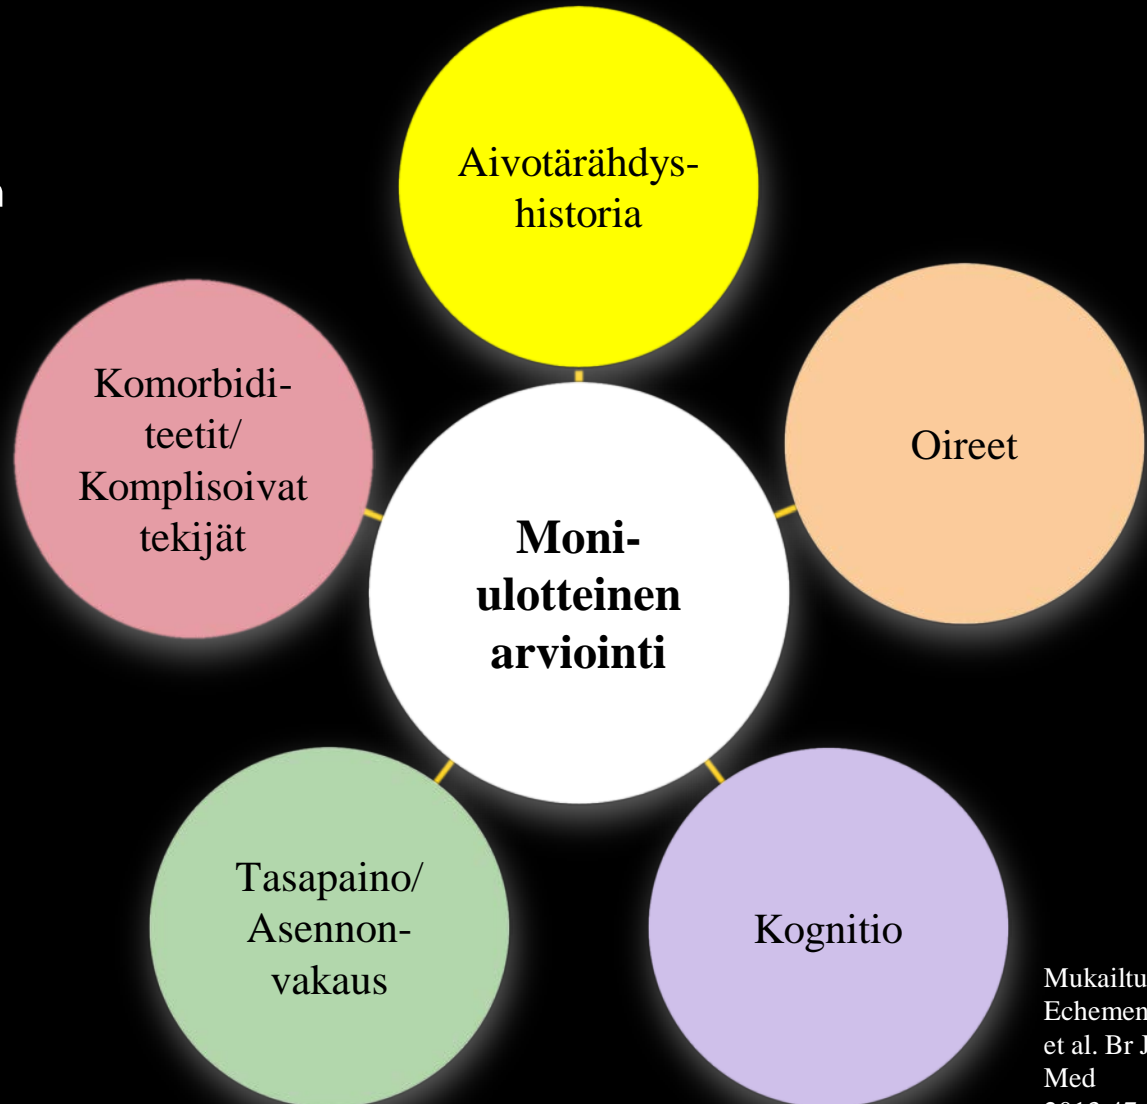 Aivotärähdys-
historia
Komorbidi-
teetit/
Komplisoivat
tekijät
Oireet
Moni-
ulotteinen
arviointi
Tasapaino/
Asennon-
vakaus
Kognitio
Mukailtu
Echemen
et al. Br J
Med